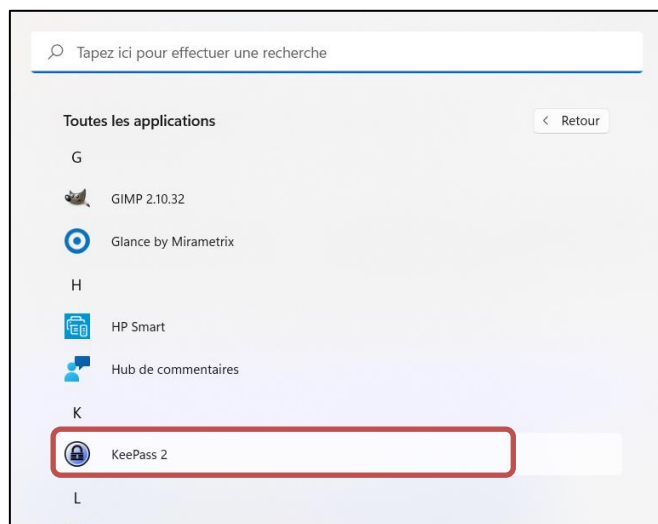 Tapez ici pour effectuer une recherche
Toutes les applications
< Retour
G
GIMP 2.10.32
Glance by Mirametrix
H
HP Smart
Hub de commentaires
K
KeePass 2
L